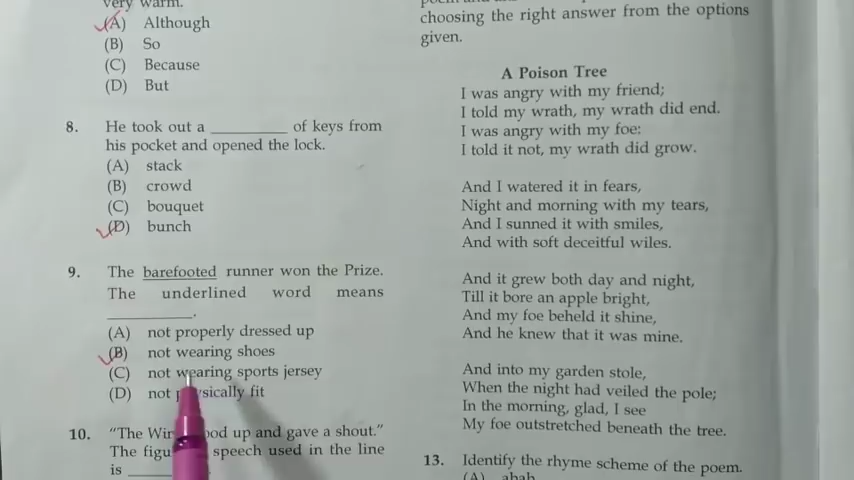 very warm.
(A) Although
(B) So
(C) Because
(D) But
8. He took out a ________ of keys from
his pocket and opened the lock.
(A) stack
(B) crowd
(C) bouquet
(D) bunch
9. The barefooted runner won the Prize.
The underlined word means
________.
(A) not properly dressed up
(B) not wearing shoes
(C) not wearing sports jersey
(D) not physically fit
10. "The ood up and gave a shout."
The speech used in the line
is ____
choosing the right answer from the options
given.
A Poison Tree
I was angry with my friend;
I told my wrath, my wrath did end.
I was angry with my foe:
I told it not, my wrath did grow.
And I watered it in fears,
Night and morning with my tears,
And I sunned it with smiles,
And with soft deceitful wiles.
And it grew both day and night,
Till it bore an apple bright,
And my foe beheld it shine,
And he knew that it was mine.
And into my garden stole,
When the night had veiled the pole;
In the morning, glad, I see
My foe outstretched beneath the tree.
13. Identify the rhyme scheme of the poem.
(A) abab